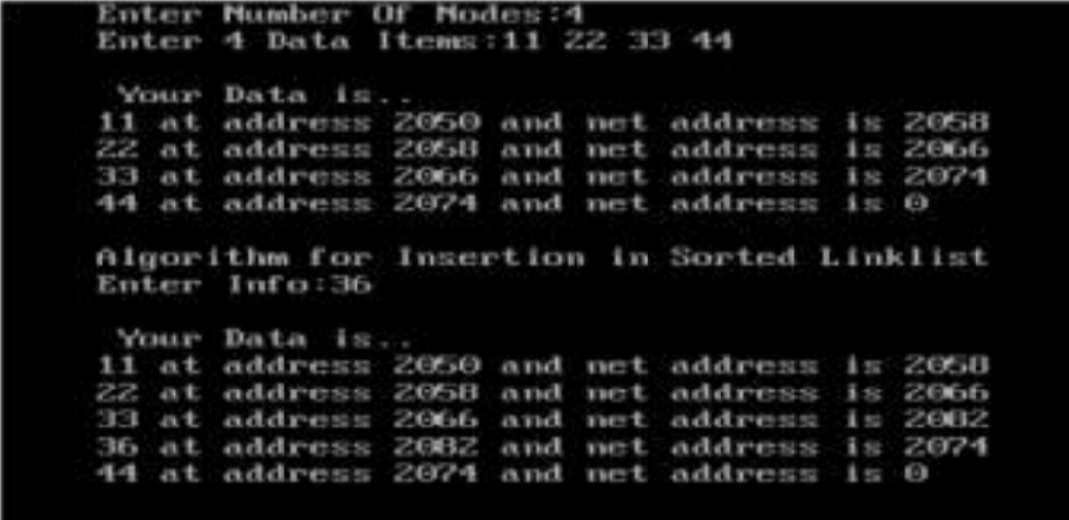 Enter Number Of Nodes:4
Enter 4 Data Items:11 22 33 44
Your Data is..
11 at address 2050 and net address is 2058
22 at address 2058 and net address is 2066
33 at address 2066 and net address is 2074
44 at address 2074 and net address is 0
Algorithm for Insertion in Sorted Linklist
Enter Info:36
Your Data is..
11 at address 2050 and net address is 2058
22 at address 2058 and net address is 2066
33 at address 2066 and net address is 2082
36 at address 2082 and net address is 2074
44 at address 2074 and net address is 0